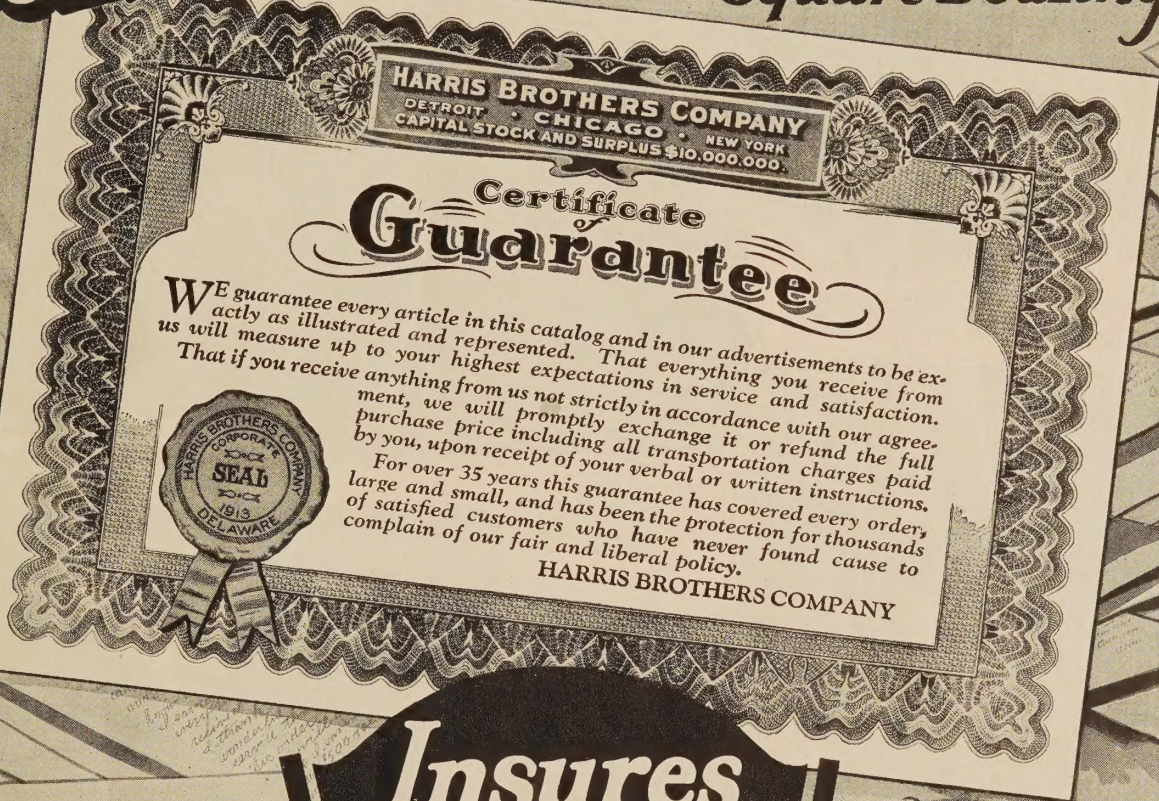 Square Dealing
HARRIS BROTHERS COMPANY
DETROIT · CHICAGO · NEW YORK
CAPITAL STOCK AND SURPLUS $10.000.000.
Certificate
of
Guarantee
WE guarantee every article in this catalog and in our advertisements to be ex-
actly as illustrated and represented. That everything you receive from
us will measure up to your highest expectations in service and satisfaction.
That if you receive anything from us not strictly in accordance with our agree-
ment, we will promptly exchange it or refund the full
purchase price including all transportation charges paid
by you, upon receipt of your verbal or written instructions.
For over 35 years this guarantee has covered every order,
large and small, and has been the protection for thousands
of satisfied customers who have never found cause to
complain of our fair and liberal policy.
HARRIS BROTHERS COMPANY
HARRIS BROTHERS COMPANY
CORPORATE
SEAL
1913
DELAWARE
Insures